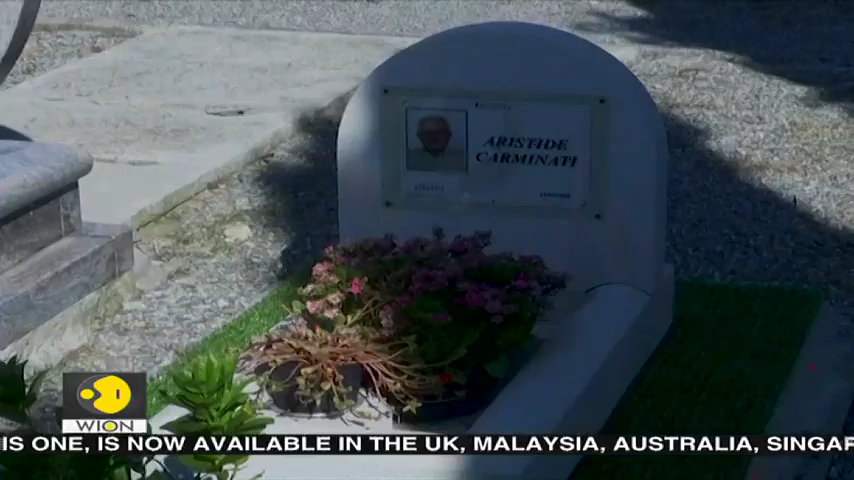 ARISTIDE
CARMINATI
WION
IS ONE, IS NOW AVAILABLE IN THE UK, MALAYSIA, AUSTRALIA, SINGAP